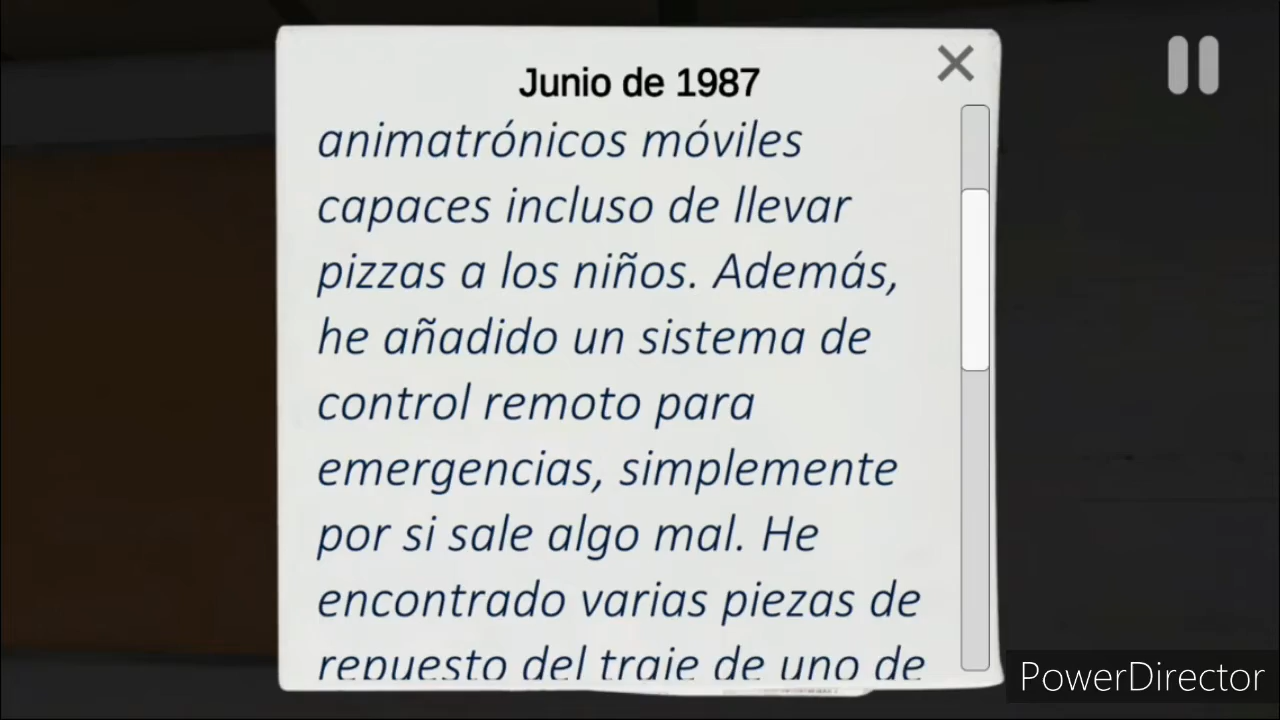 Junio de 1987
animatrónicos móviles
capaces incluso de llevar
pizzas a los niños. Además,
he añadido un sistema de
control remoto para
emergencias, simplemente
por si sale algo mal. He
encontrado varias piezas de
repuesto del traje de uno de
PowerDirector